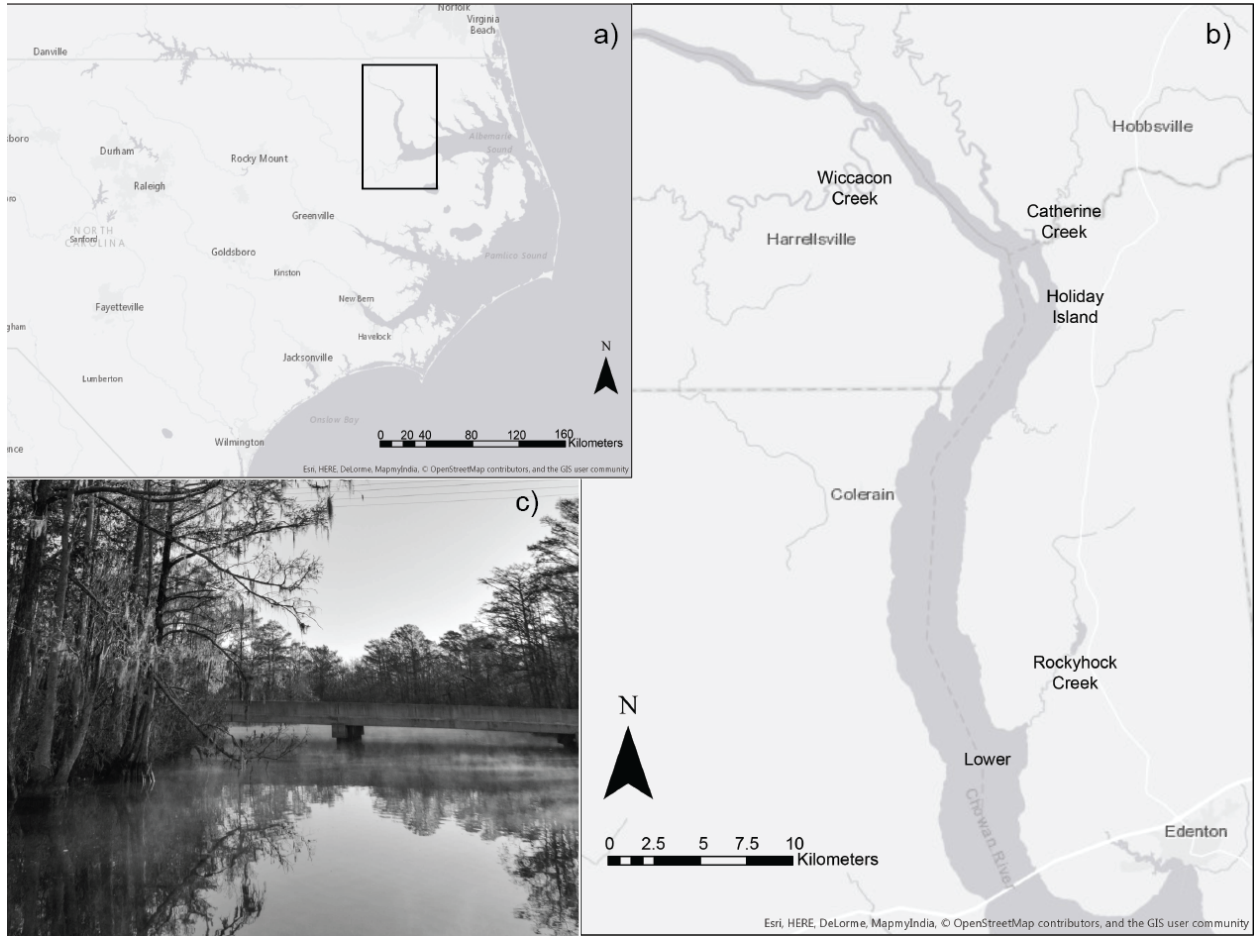 a)
Norfolk
Virginia
Beach
Danville
sboro
Durham
Rocky Mount
Albemarle
Sound
Raleigh
oro
Greenville
NORTH
CAROLINA
Sanford
Goldsboro
Pamlico Sound
Kinston
New Bern
Fayetteville
gham
Havelock
Jacksonville
N
Lumberton
Onslow Bay
Wilmington
nce
0 20 40 80 120 160
Kilometers
Esri, HERE, DeLorme, MapmyIndia, © OpenStreetMap contributors, and the GIS user community
b)
Hobbsville
Wiccacon
Creek
Catherine
Creek
Harrellsville
Holiday
Island
Colerain
Rockyhock
Creek
N
Lower
Chowan River
Edenton
0 2.5 5 7.5 10
Kilometers
Esri, HERE, DeLorme, MapmyIndia, © OpenStreetMap contributors, and the GIS user community
c)